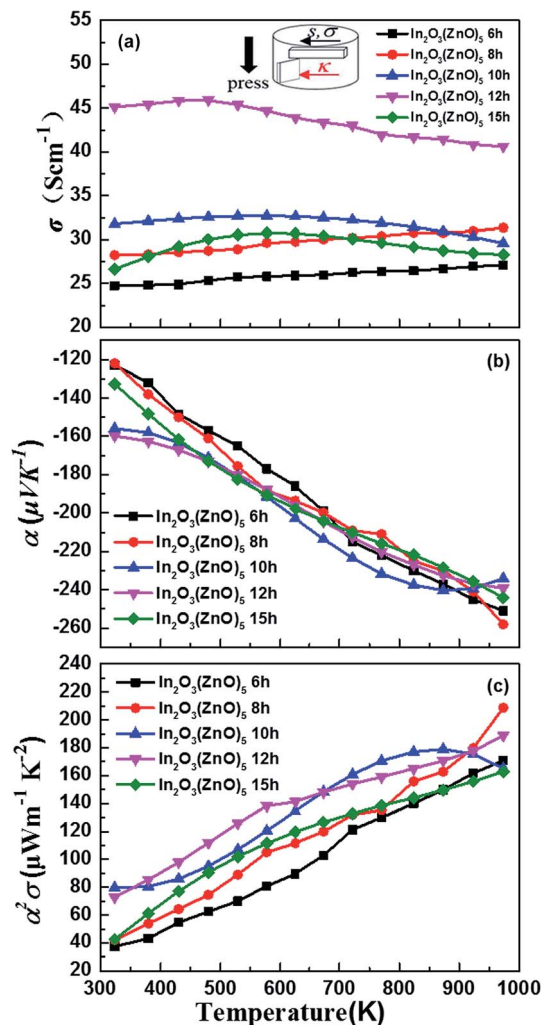 (a)
s, σ
press
κ
In₂O₃(ZnO)₅ 6h
In₂O₃(ZnO)₅ 8h
In₂O₃(ZnO)₅ 10h
In₂O₃(ZnO)₅ 12h
In₂O₃(ZnO)₅ 15h
60
55
50
45
40
35
30
25
20
σ (Scm⁻¹)
(b)
-120
-140
-160
-180
-200
-220
-240
-260
α (μVK⁻¹)
In₂O₃(ZnO)₅ 6h
In₂O₃(ZnO)₅ 8h
In₂O₃(ZnO)₅ 10h
In₂O₃(ZnO)₅ 12h
In₂O₃(ZnO)₅ 15h
(c)
In₂O₃(ZnO)₅ 6h
In₂O₃(ZnO)₅ 8h
In₂O₃(ZnO)₅ 10h
In₂O₃(ZnO)₅ 12h
In₂O₃(ZnO)₅ 15h
240
220
200
180
160
140
120
100
80
60
40
20
α² σ (μWm⁻¹ K⁻²)
300 400 500 600 700 800 900 1000
Temperature(K)